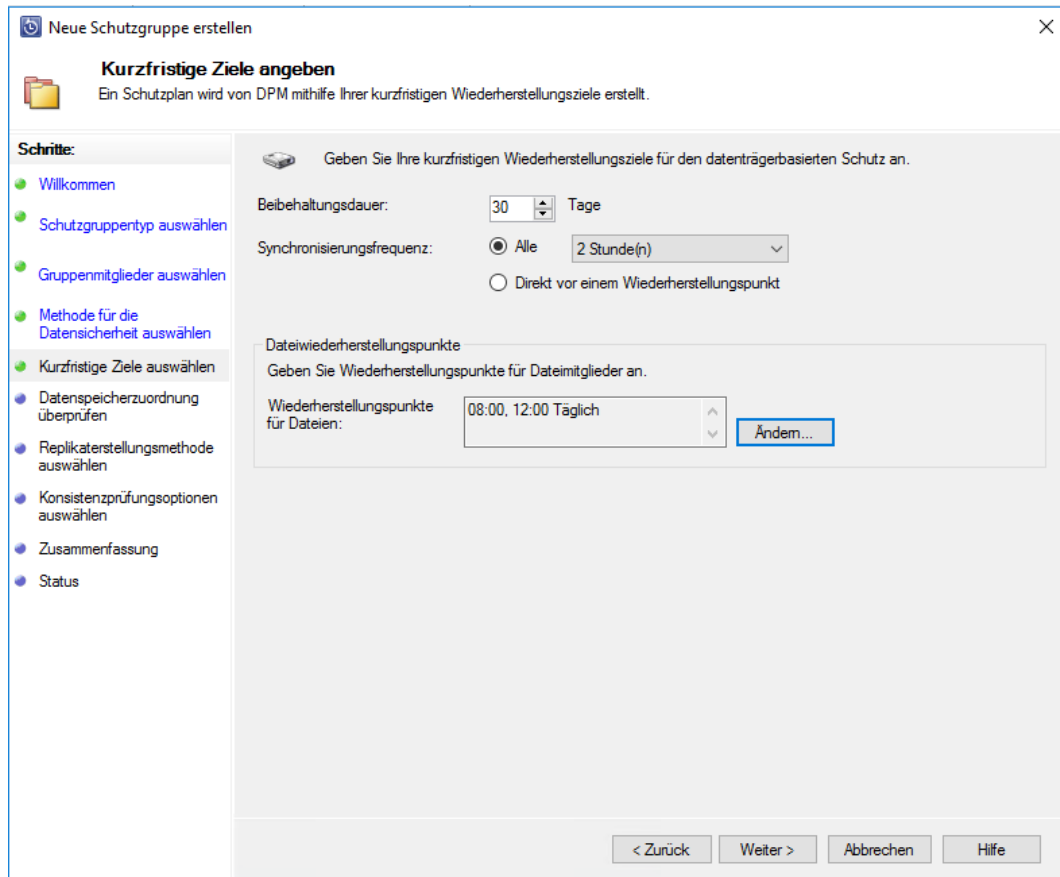 Neue Schutzgruppe erstellen
Kurzfristige Ziele angeben
Ein Schutzplan wird von DPM mithilfe Ihrer kurzfristigen Wiederherstellungsziele erstellt.
Schritte:
Willkommen
Schutzgruppentyp auswählen
Gruppenmitglieder auswählen
Methode für die
Datensicherheit auswählen
Kurzfristige Ziele auswählen
Datenspeicherzuordnung
überprüfen
Replikaterstellungsmethode
auswählen
Konsistenzprüfungsoptionen
auswählen
Zusammenfassung
Status
Geben Sie Ihre kurzfristigen Wiederherstellungsziele für den datenträgerbasierten Schutz an.
Beibehaltungsdauer:
30 Tage
Synchronisierungsfrequenz:
Alle 2 Stunde(n)
Direkt vor einem Wiederherstellungspunkt
Dateiwiederherstellungspunkte
Geben Sie Wiederherstellungspunkte für Dateimitglieder an.
Wiederherstellungspunkte
für Dateien:
08:00, 12:00 Täglich
Ändern...
< Zurück
Weiter >
Abbrechen
Hilfe